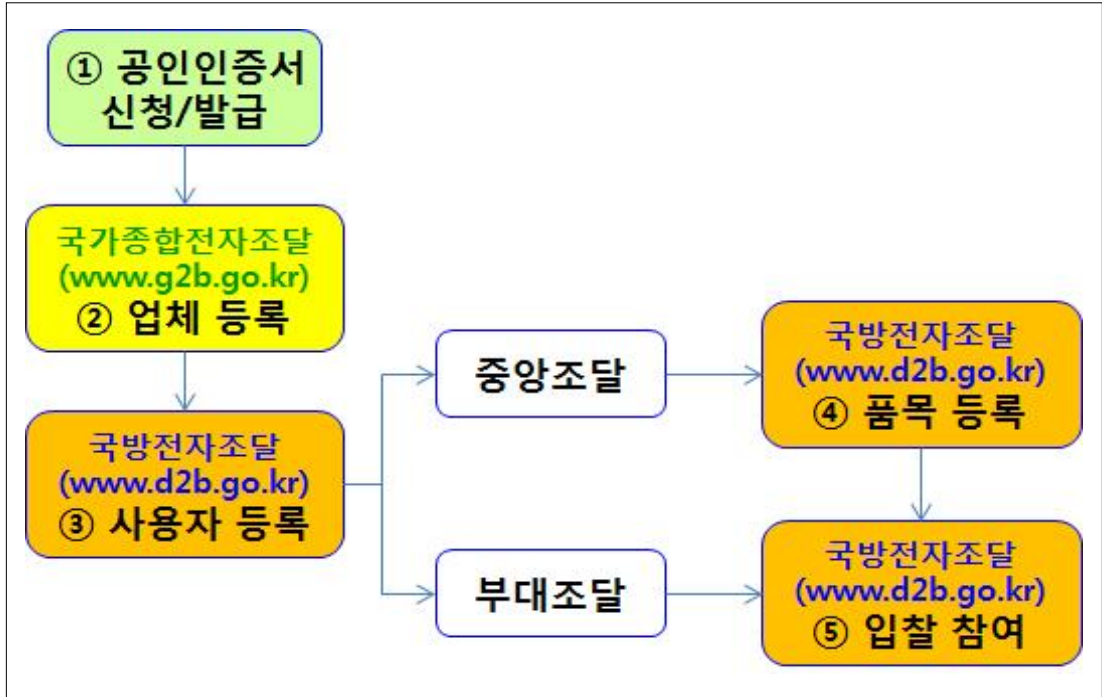 ① 공인인증서
신청/발급
국가종합전자조달
(www.g2b.go.kr)
② 업체 등록
국방전자조달
(www.d2b.go.kr)
③ 사용자 등록
중앙조달
국방전자조달
(www.d2b.go.kr)
④ 품목 등록
부대조달
국방전자조달
(www.d2b.go.kr)
⑤ 입찰 참여